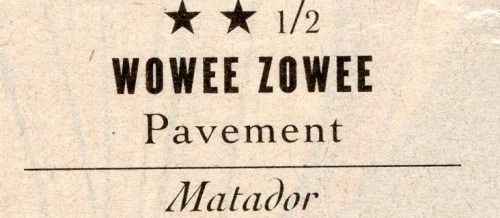 ★ ★ 1/2
WOWEE ZOWEE
Pavement
Matador